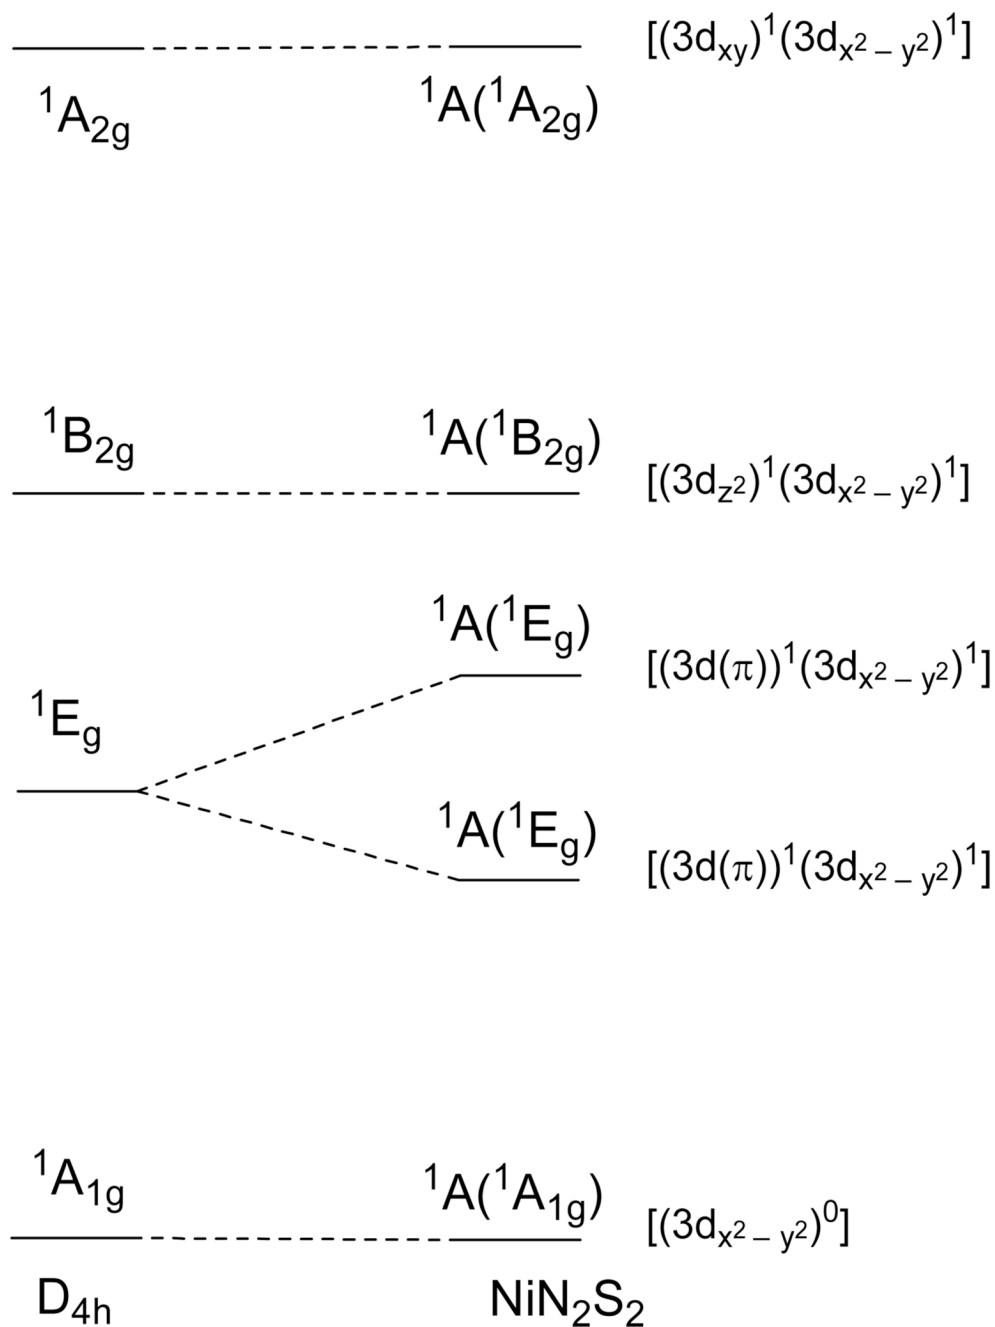 [(3dxy)¹(3dx² – y²)¹]
¹A2g ¹A(¹A2g)
¹B2g ¹A(¹B2g)
[(3dz²)¹(3dx² – y²)¹]
¹A(¹Eg)
[(3d(π))¹(3dx² – y²)¹]
¹Eg
¹A(¹Eg)
[(3d(π))¹(3dx² – y²)¹]
¹A1g ¹A(¹A1g)
[(3dx² – y²)⁰]
D4h NiN2S2